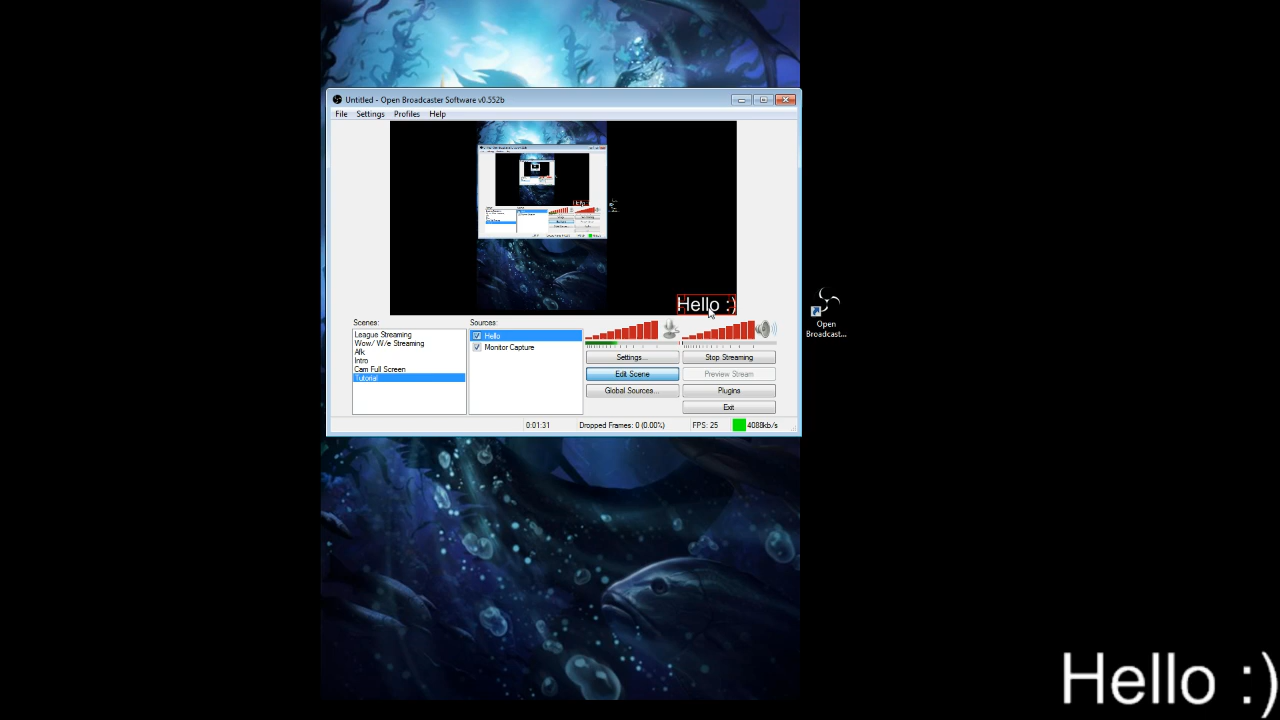 Untitled - Open Broadcaster Software v0.552b
File Settings Profiles Help
Hello :)
Scenes:
League Streaming
Wow/ W/e Streaming
Afk
Intro
Cam Full Screen
Tutorial
Sources:
Hello
Monitor Capture
Settings... Stop Streaming
Edit Scene Preview Stream
Global Sources... Plugins
Exit
0:01:31 Dropped Frames: 0 (0.00%) FPS: 25 4088kb/s
Open
Broadcast...
Hello :)